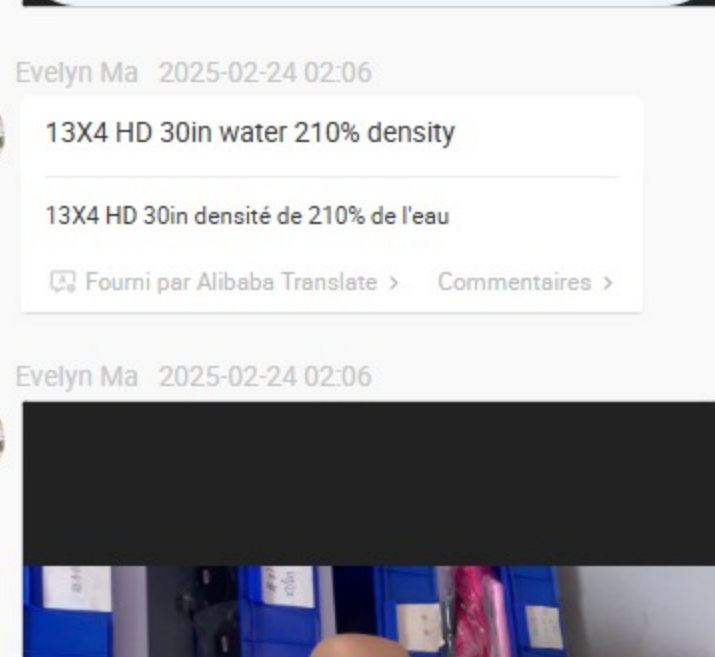 Evelyn Ma 2025-02-24 02:06
13X4 HD 30in water 210% density
13X4 HD 30in densité de 210% de l'eau
Fourni par Alibaba Translate > Commentaires >
Evelyn Ma 2025-02-24 02:06